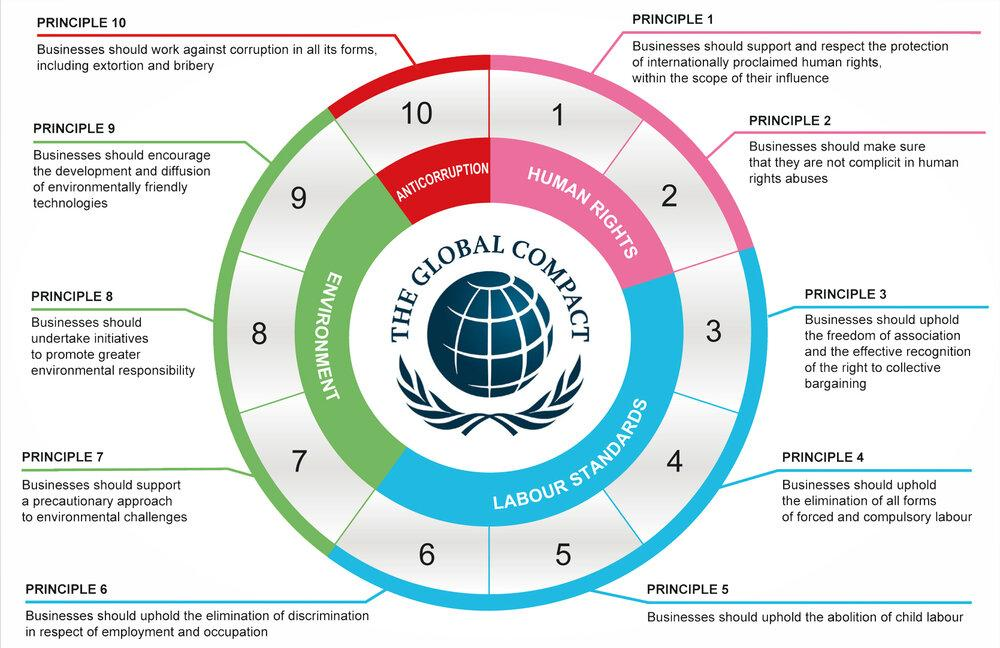 PRINCIPLE 10
Businesses should work against corruption in all its forms,
including extortion and bribery
PRINCIPLE 1
Businesses should support and respect the protection
of internationally proclaimed human rights,
within the scope of their influence
PRINCIPLE 9
Businesses should encourage
the development and diffusion
of environmentally friendly
technologies
PRINCIPLE 2
Businesses should make sure
that they are not complicit in human
rights abuses
PRINCIPLE 8
Businesses should
undertake initiatives
to promote greater
environmental responsibility
PRINCIPLE 3
Businesses should uphold
the freedom of association
and the effective recognition
of the right to collective
bargaining
PRINCIPLE 7
Businesses should support
a precautionary approach
to environmental challenges
PRINCIPLE 4
Businesses should uphold
the elimination of all forms
of forced and compulsory labour
PRINCIPLE 6
Businesses should uphold the elimination of discrimination
in respect of employment and occupation
PRINCIPLE 5
Businesses should uphold the abolition of child labour
10
1
9
2
8
3
7
4
6
5
ANTICORRUPTION
HUMAN RIGHTS
ENVIRONMENT
LABOUR STANDARDS
THE GLOBAL COMPACT